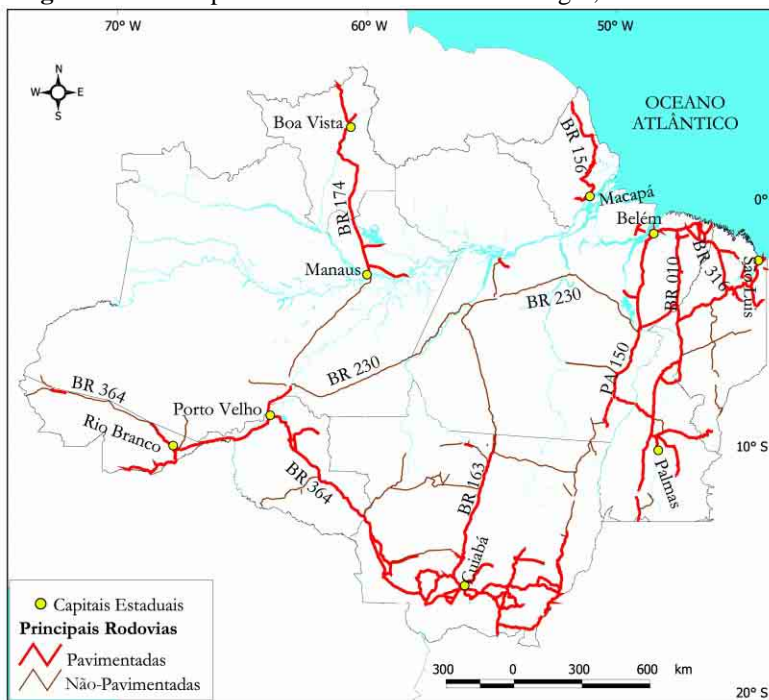 70° W 60° W 50° W
N
W E
S
OCEANO
ATLÂNTICO
Boa Vista
BR 174
BR 156
Macapá
0°
Belém
São Luis
BR 316
BR 010
Manaus
BR 230
BR 230
PA 150
BR 364
Porto Velho
Rio Branco
10° S
BR 364
BR 163
Palmas
Cuiabá
Capitais Estaduais
Principais Rodovias
Pavimentadas
Não-Pavimentadas
300 0 300 600 km
20° S